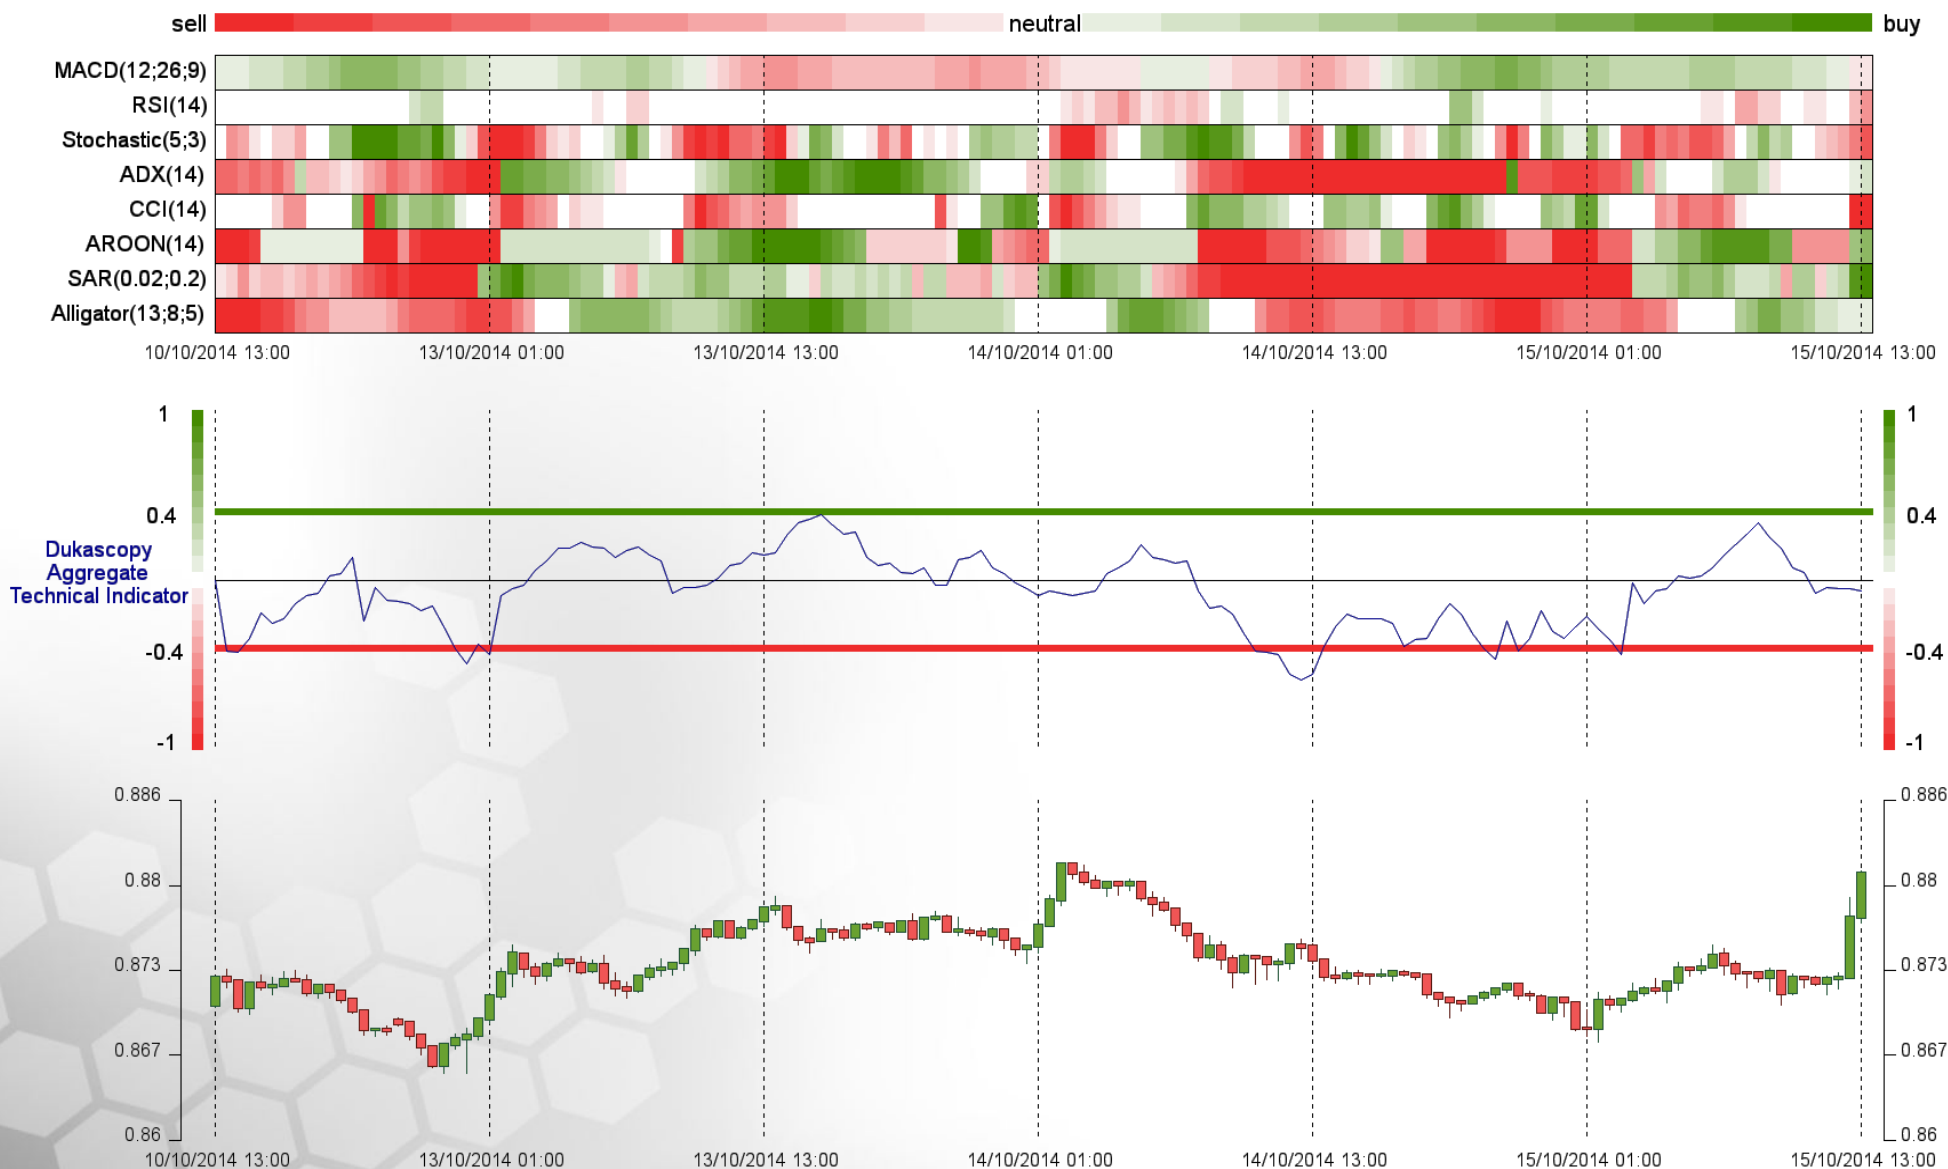 sell neutral buy
MACD(12;26;9)
RSI(14)
Stochastic(5;3)
ADX(14)
CCI(14)
AROON(14)
SAR(0.02;0.2)
Alligator(13;8;5)
10/10/2014 13:00 13/10/2014 01:00 13/10/2014 13:00 14/10/2014 01:00 14/10/2014 13:00 15/10/2014 01:00 15/10/2014 13:00
1 1
0.4 0.4
Dukascopy
Aggregate
Technical Indicator
-0.4 -0.4
-1 -1
0.886 0.886
0.88 0.88
0.873 0.873
0.867 0.867
0.86 0.86
10/10/2014 13:00 13/10/2014 01:00 13/10/2014 13:00 14/10/2014 01:00 14/10/2014 13:00 15/10/2014 01:00 15/10/2014 13:00